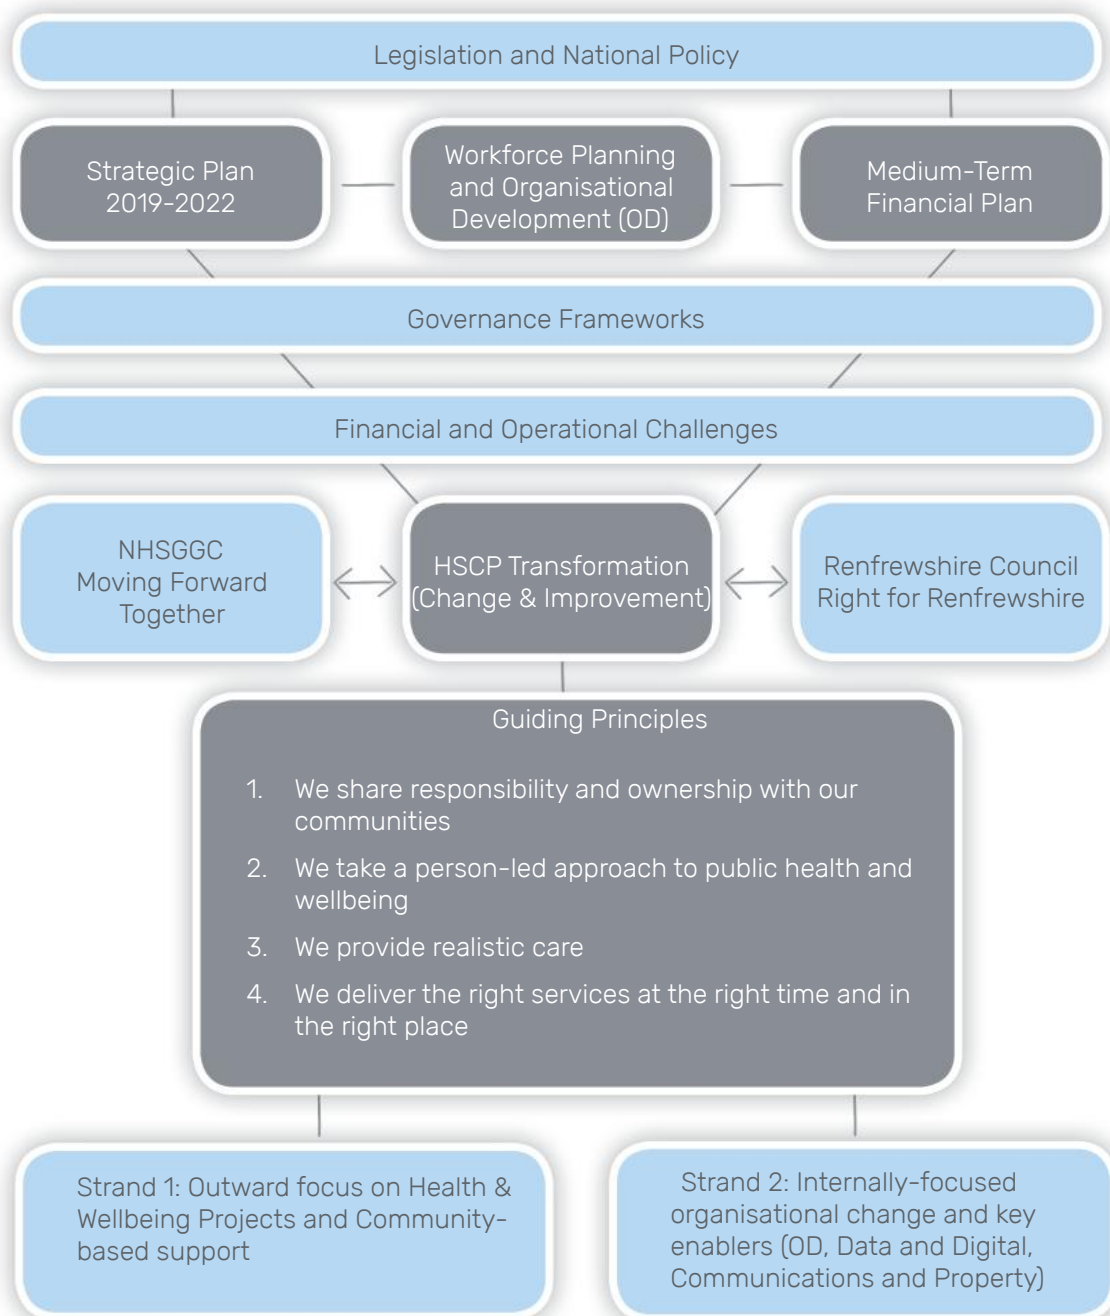 Legislation and National Policy
Strategic Plan
2019-2022
Workforce Planning
and Organisational
Development (OD)
Medium-Term
Financial Plan
Governance Frameworks
Financial and Operational Challenges
NHSGGC
Moving Forward
Together
HSCP Transformation
(Change & Improvement)
Renfrewshire Council
Right for Renfrewshire
Guiding Principles
1. We share responsibility and ownership with our
communities
2. We take a person-led approach to public health and
wellbeing
3. We provide realistic care
4. We deliver the right services at the right time and in
the right place
Strand 1: Outward focus on Health &
Wellbeing Projects and Community-
based support
Strand 2: Internally-focused
organisational change and key
enablers (OD, Data and Digital,
Communications and Property)